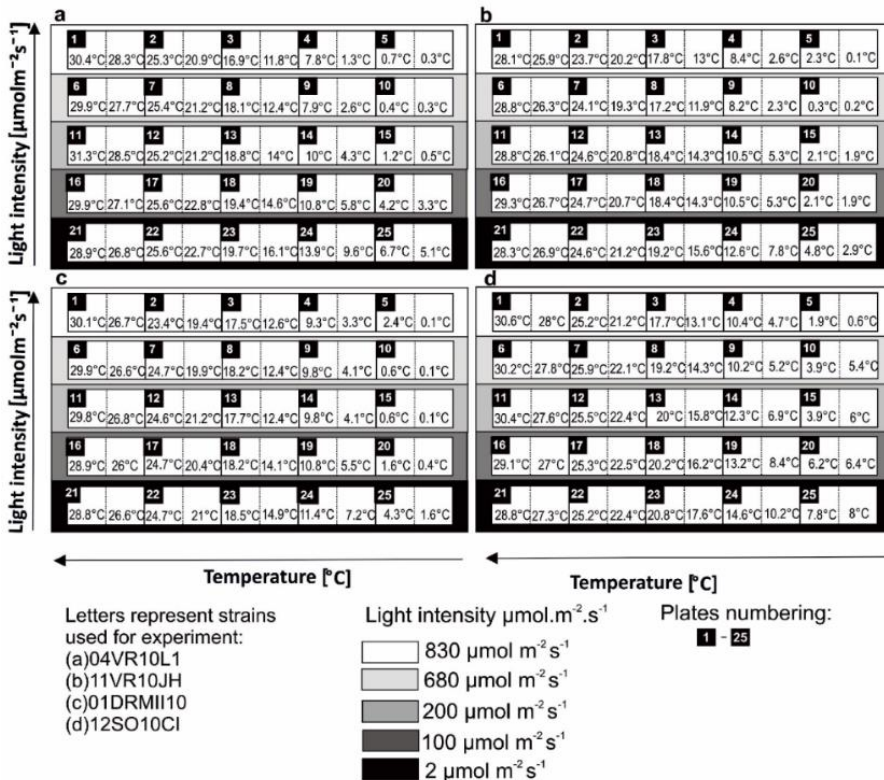 a
Light intensity [μmolm⁻²s⁻¹]
1 2 3 4 5
30.4°C 28.3°C 25.3°C 20.9°C 16.9°C 11.8°C 7.8°C 1.3°C 0.7°C 0.3°C
6 7 8 9 10
29.9°C 27.7°C 25.4°C 21.2°C 18.1°C 12.4°C 7.9°C 2.6°C 0.4°C 0.3°C
11 12 13 14 15
31.3°C 28.5°C 25.2°C 21.2°C 18.8°C 14°C 10°C 4.3°C 1.2°C 0.5°C
16 17 18 19 20
29.9°C 27.1°C 25.6°C 22.8°C 19.4°C 14.6°C 10.8°C 5.8°C 4.2°C 3.3°C
21 22 23 24 25
28.9°C 26.8°C 25.6°C 22.7°C 19.7°C 16.1°C 13.9°C 9.6°C 6.7°C 5.1°C
b
1 2 3 4 5
28.1°C 25.9°C 23.7°C 20.2°C 17.8°C 13°C 8.4°C 2.6°C 2.3°C 0.1°C
6 7 8 9 10
28.8°C 26.3°C 24.1°C 19.3°C 17.2°C 11.9°C 8.2°C 2.3°C 0.3°C 0.2°C
11 12 13 14 15
28.8°C 26.1°C 24.6°C 20.8°C 18.4°C 14.3°C 10.5°C 5.3°C 2.1°C 1.9°C
16 17 18 19 20
29.3°C 26.7°C 24.7°C 20.7°C 18.4°C 14.3°C 10.5°C 5.3°C 2.1°C 1.9°C
21 22 23 24 25
28.3°C 26.9°C 24.6°C 21.2°C 19.2°C 15.6°C 12.6°C 7.8°C 4.8°C 2.9°C
c
Light intensity [μmolm⁻²s⁻¹]
1 2 3 4 5
30.1°C 26.7°C 23.4°C 19.4°C 17.5°C 12.6°C 9.3°C 3.3°C 2.4°C 0.1°C
6 7 8 9 10
29.9°C 26.6°C 24.7°C 19.9°C 18.2°C 12.4°C 9.8°C 4.1°C 0.6°C 0.1°C
11 12 13 14 15
29.8°C 26.8°C 24.6°C 21.2°C 17.7°C 12.4°C 9.8°C 4.1°C 0.6°C 0.1°C
16 17 18 19 20
28.9°C 26°C 24.7°C 20.4°C 18.2°C 14.1°C 10.8°C 5.5°C 1.6°C 0.4°C
21 22 23 24 25
28.8°C 26.6°C 24.7°C 21°C 18.5°C 14.9°C 11.4°C 7.2°C 4.3°C 1.6°C
d
1 2 3 4 5
30.6°C 28°C 25.2°C 21.2°C 17.7°C 13.1°C 10.4°C 4.7°C 1.9°C 0.6°C
6 7 8 9 10
30.2°C 27.8°C 25.9°C 22.1°C 19.2°C 14.3°C 10.2°C 5.2°C 3.9°C 5.4°C
11 12 13 14 15
30.4°C 27.6°C 25.5°C 22.4°C 20°C 15.8°C 12.3°C 6.9°C 3.9°C 6°C
16 17 18 19 20
29.1°C 27°C 25.3°C 22.5°C 20.2°C 16.2°C 13.2°C 8.4°C 6.2°C 6.4°C
21 22 23 24 25
28.8°C 27.3°C 25.2°C 22.4°C 20.8°C 17.6°C 14.6°C 10.2°C 7.8°C 8°C
Temperature [°C]
Temperature [°C]
Letters represent strains
used for experiment:
(a)04VR10L1
(b)11VR10JH
(c)01DRMII10
(d)12SO10CI
Light intensity μmol.m⁻².s⁻¹
830 μmol m⁻² s⁻¹
680 μmol m⁻² s⁻¹
200 μmol m⁻² s⁻¹
100 μmol m⁻² s⁻¹
2 μmol m⁻² s⁻¹
Plates numbering:
1 - 25